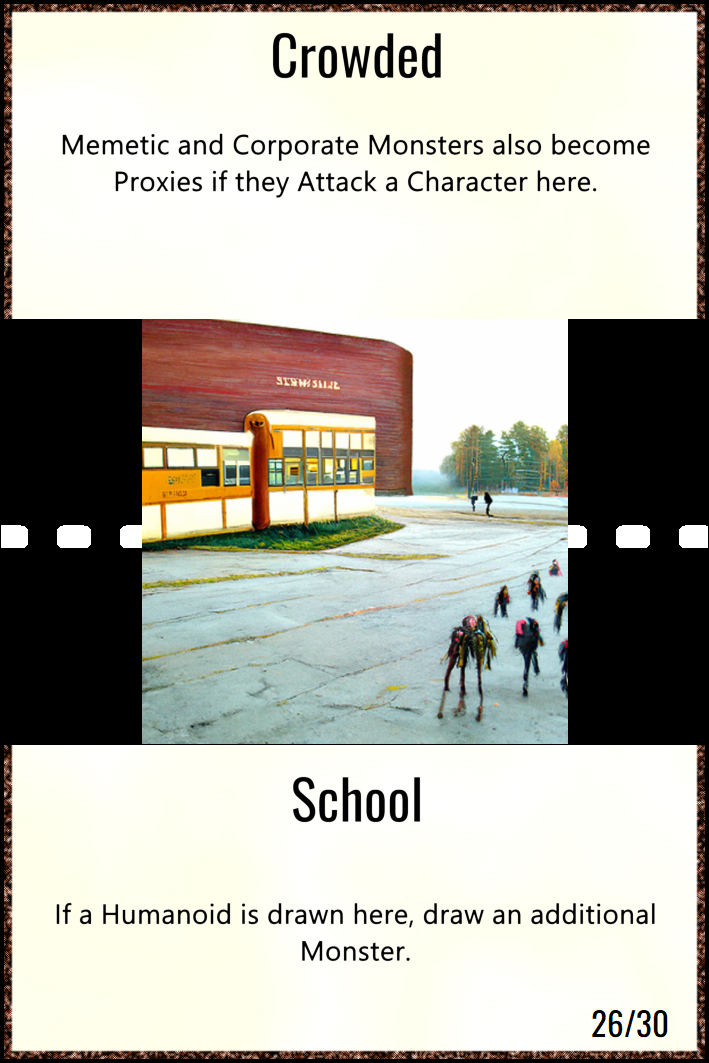 Crowded
Memetic and Corporate Monsters also become
Proxies if they Attack a Character here.
School
If a Humanoid is drawn here, draw an additional
Monster.
26/30